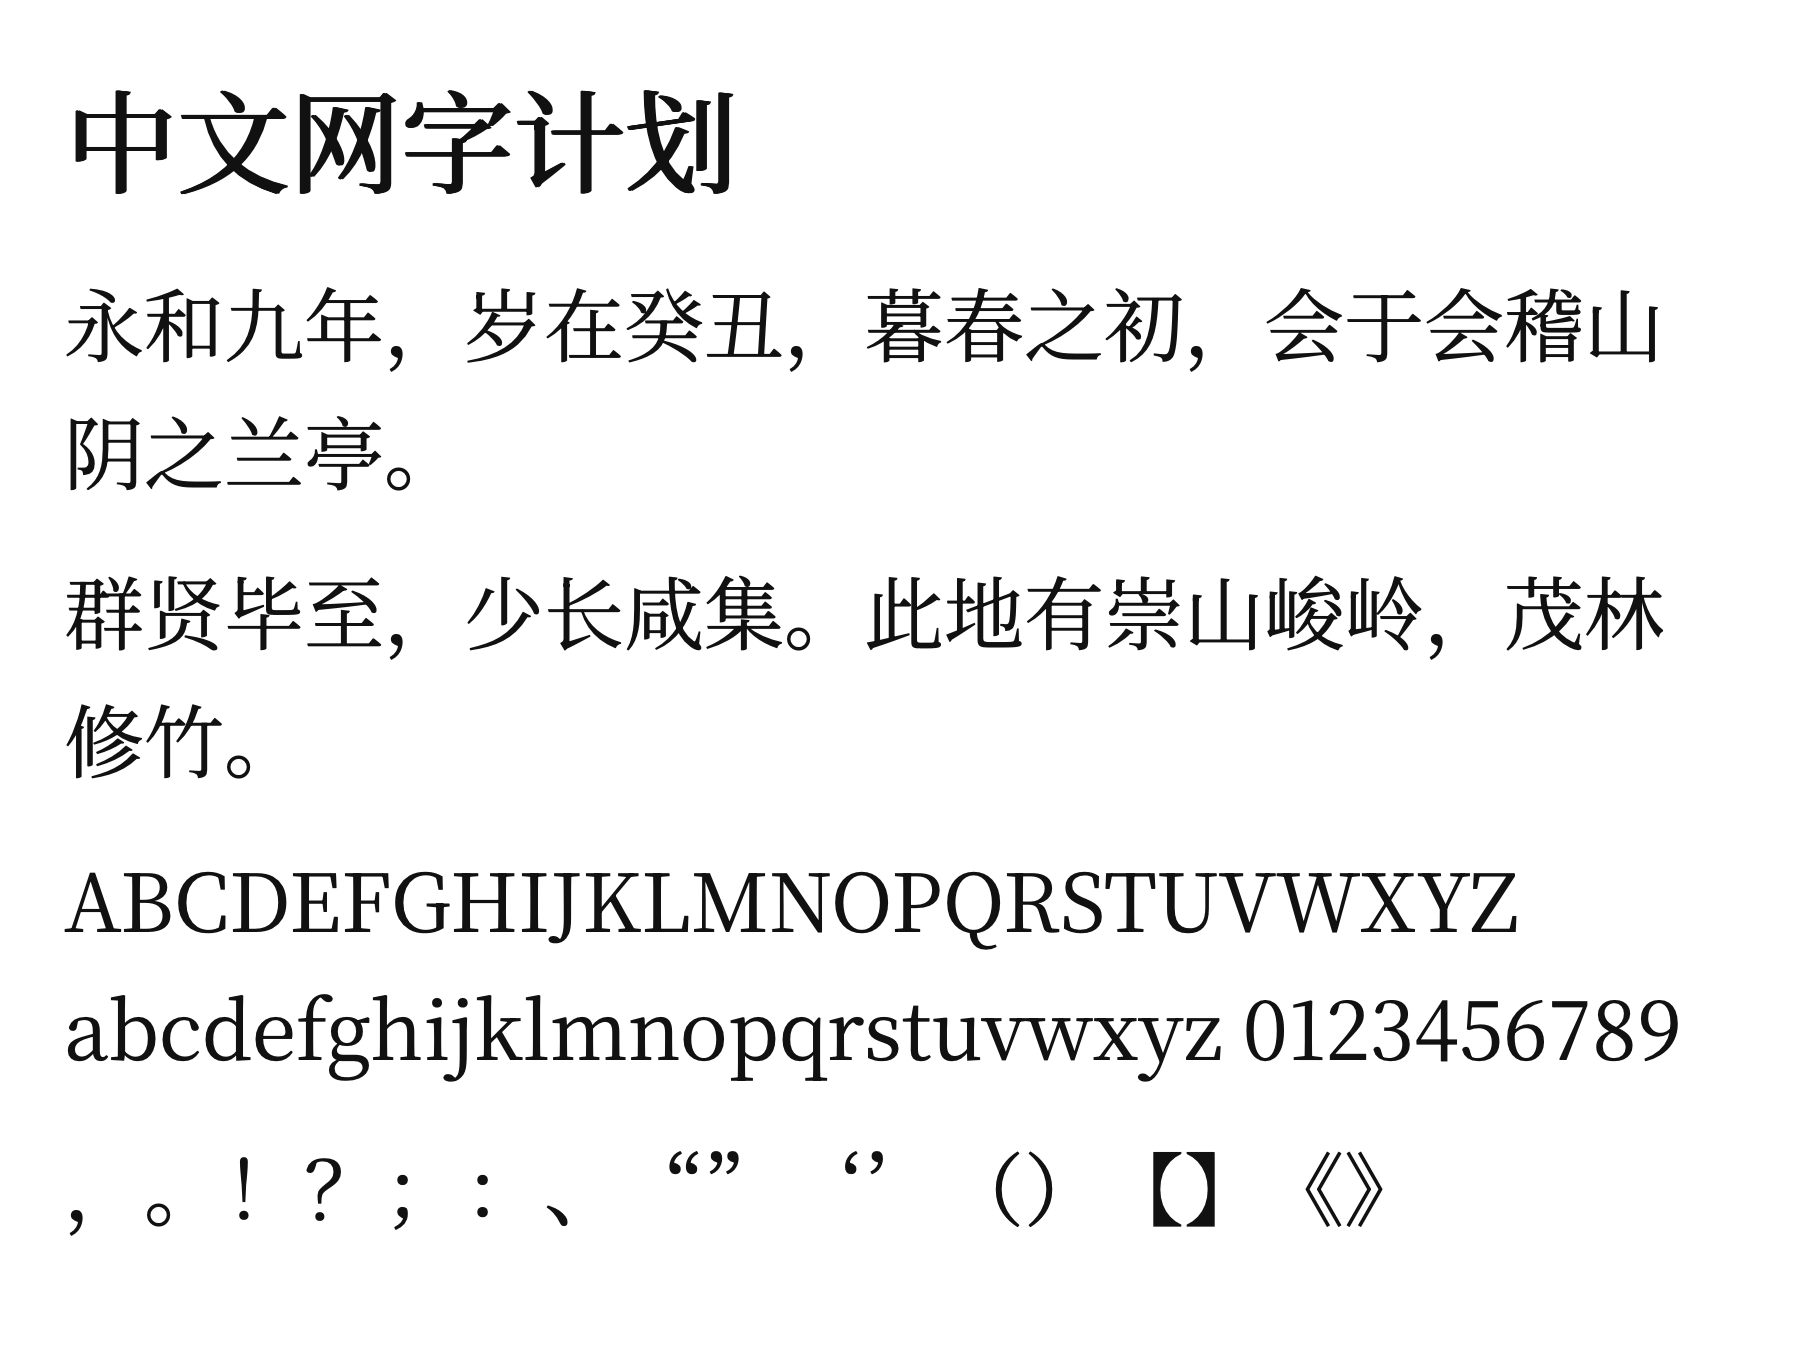 中文网字计划
永和九年，岁在癸丑，暮春之初，会于会稽山
阴之兰亭。
群贤毕至，少长咸集。此地有崇山峻岭，茂林
修竹。
ABCDEFGHIJKLMNOPQRSTUVWXYZ
abcdefghijklmnopqrstuvwxyz 0123456789
，。！？；：、 “” ‘’ （） 【】 《》